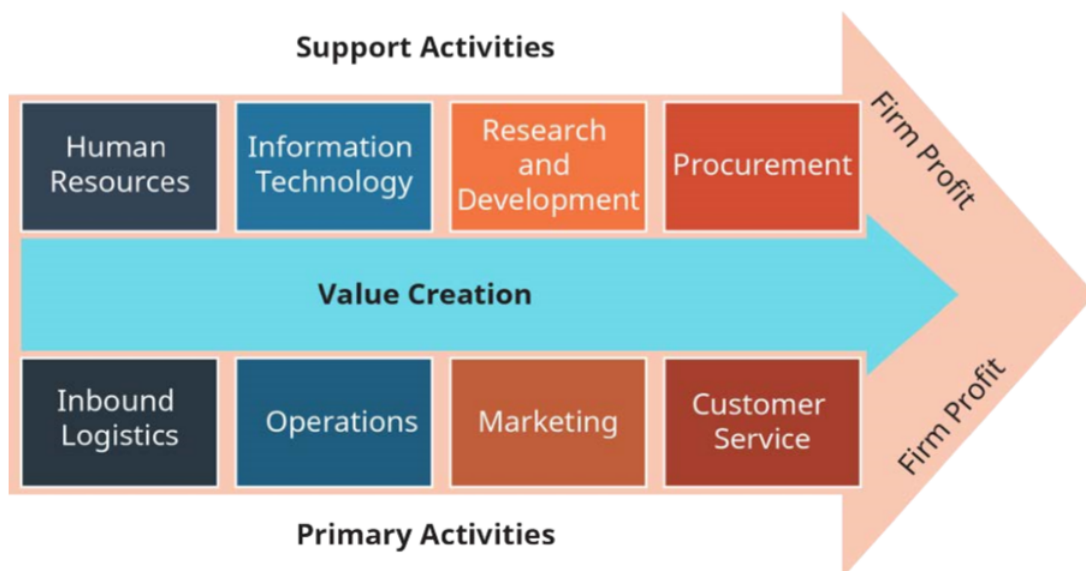 Support Activities
Human
Resources
Information
Technology
Research
and
Development
Procurement
Firm Profit
Value Creation
Inbound
Logistics
Operations
Marketing
Customer
Service
Firm Profit
Primary Activities